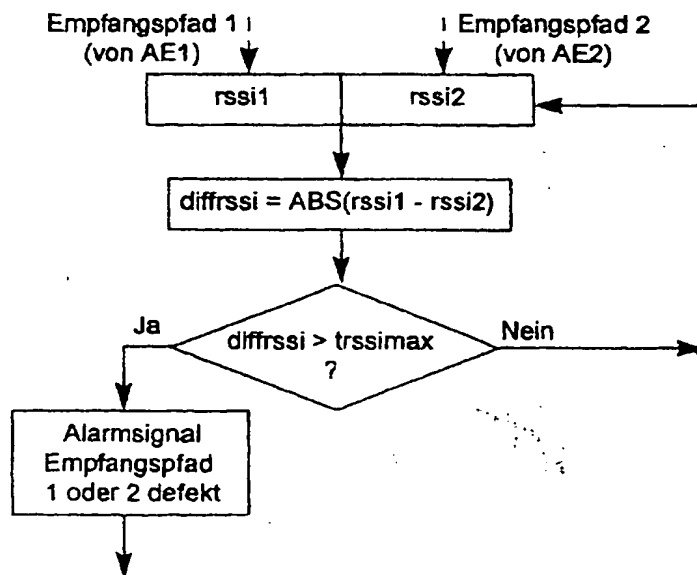 Empfangspfad 1
(von AE1)
Empfangspfad 2
(von AE2)
rssi1
rssi2
diffrssi = ABS(rssi1 - rssi2)
Ja
diffrssi > trssimax
?
Nein
Alarmsignal
Empfangspfad
1 oder 2 defekt